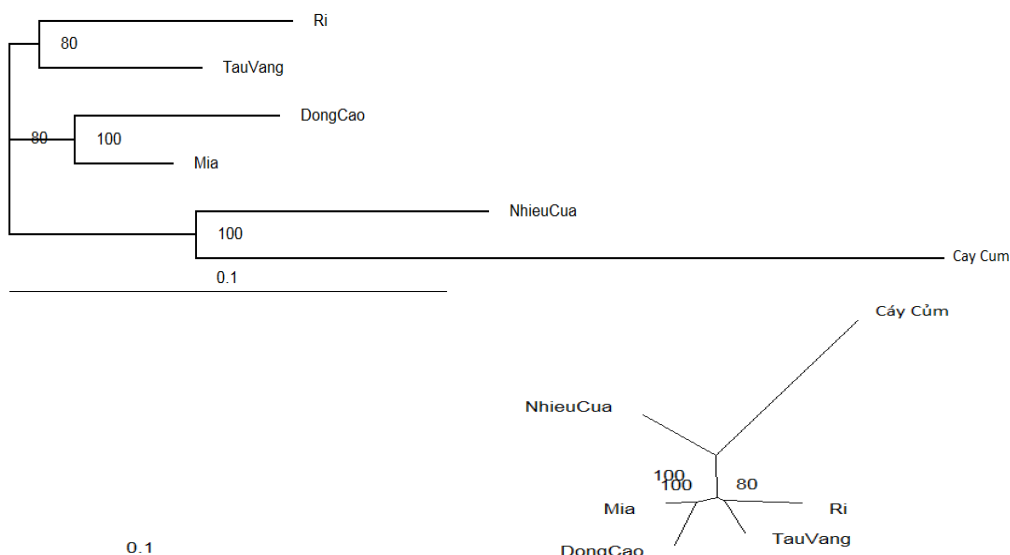 Ri
80
TauVang
DongCao
80
100
Mia
NhieuCua
100
Cay Cum
0.1
Cáy Củm
NhieuCua
100
100
80
Mia
Ri
TauVang
DongCao
0.1